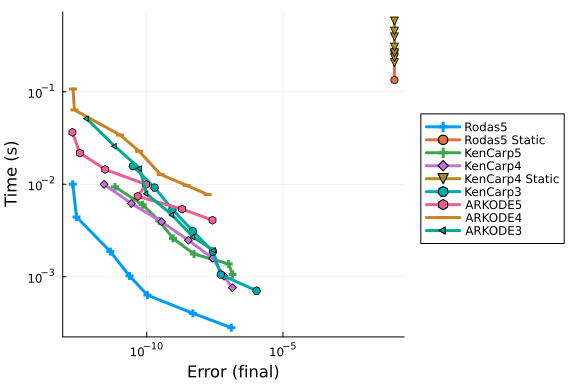 Time (s)
10⁻¹
10⁻²
10⁻³
10⁻¹⁰
10⁻⁵
Error (final)
Rodas5
Rodas5 Static
KenCarp5
KenCarp4
KenCarp4 Static
KenCarp3
ARKODE5
ARKODE4
ARKODE3